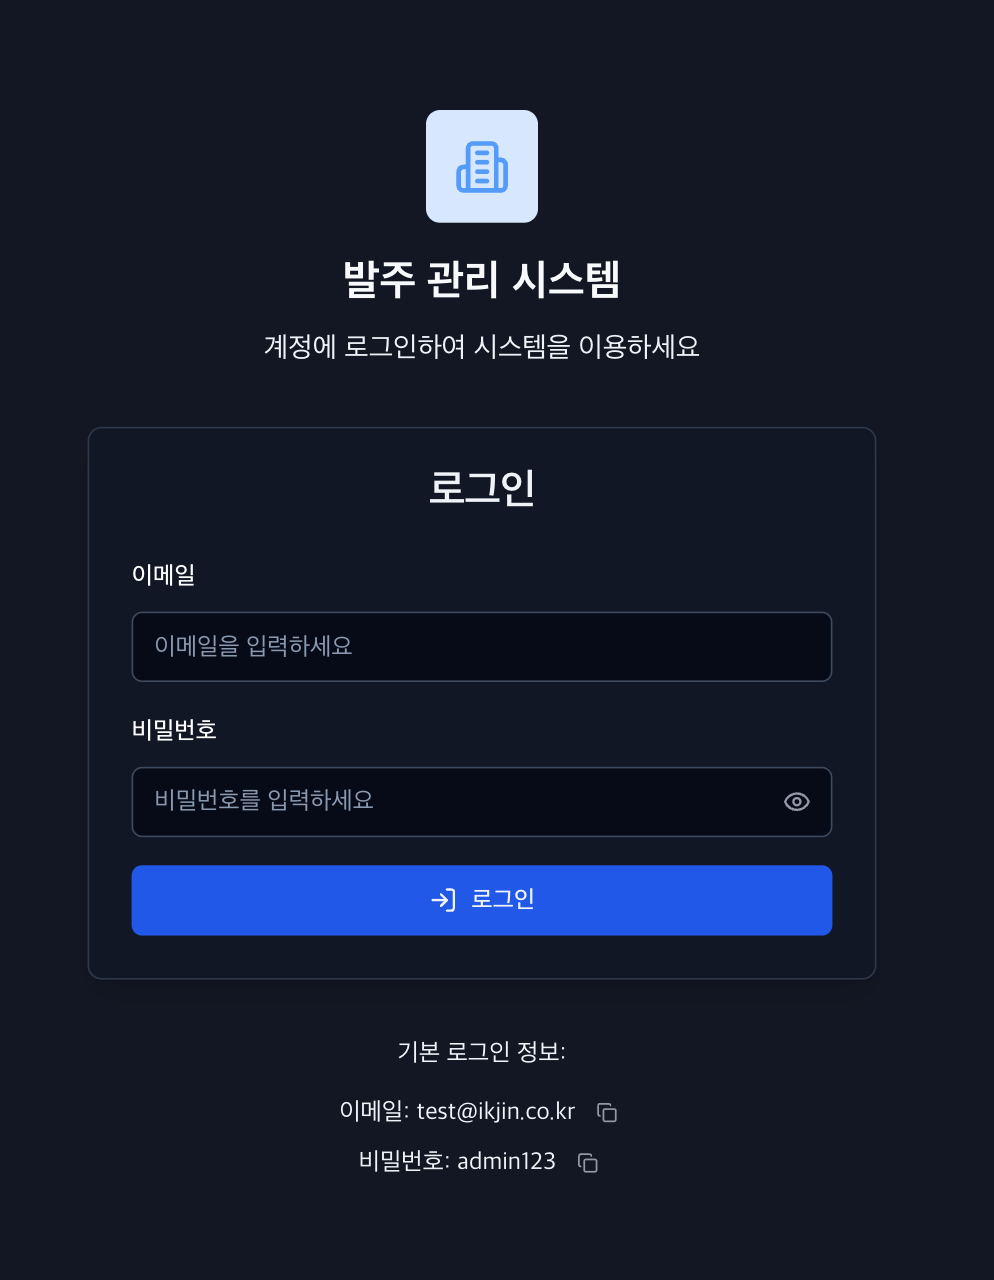 발주 관리 시스템
계정에 로그인하여 시스템을 이용하세요
로그인
이메일
이메일을 입력하세요
비밀번호
비밀번호를 입력하세요
로그인
기본 로그인 정보:
이메일: test@ikjin.co.kr
비밀번호: admin123